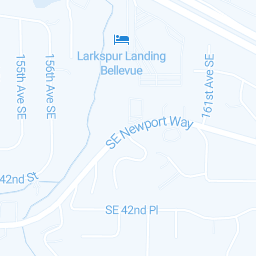 Larkspur Landing
Bellevue
155th Ave SE
156th Ave SE
161st Ave SE
SE Newport Way
42nd St
SE 42nd Pl